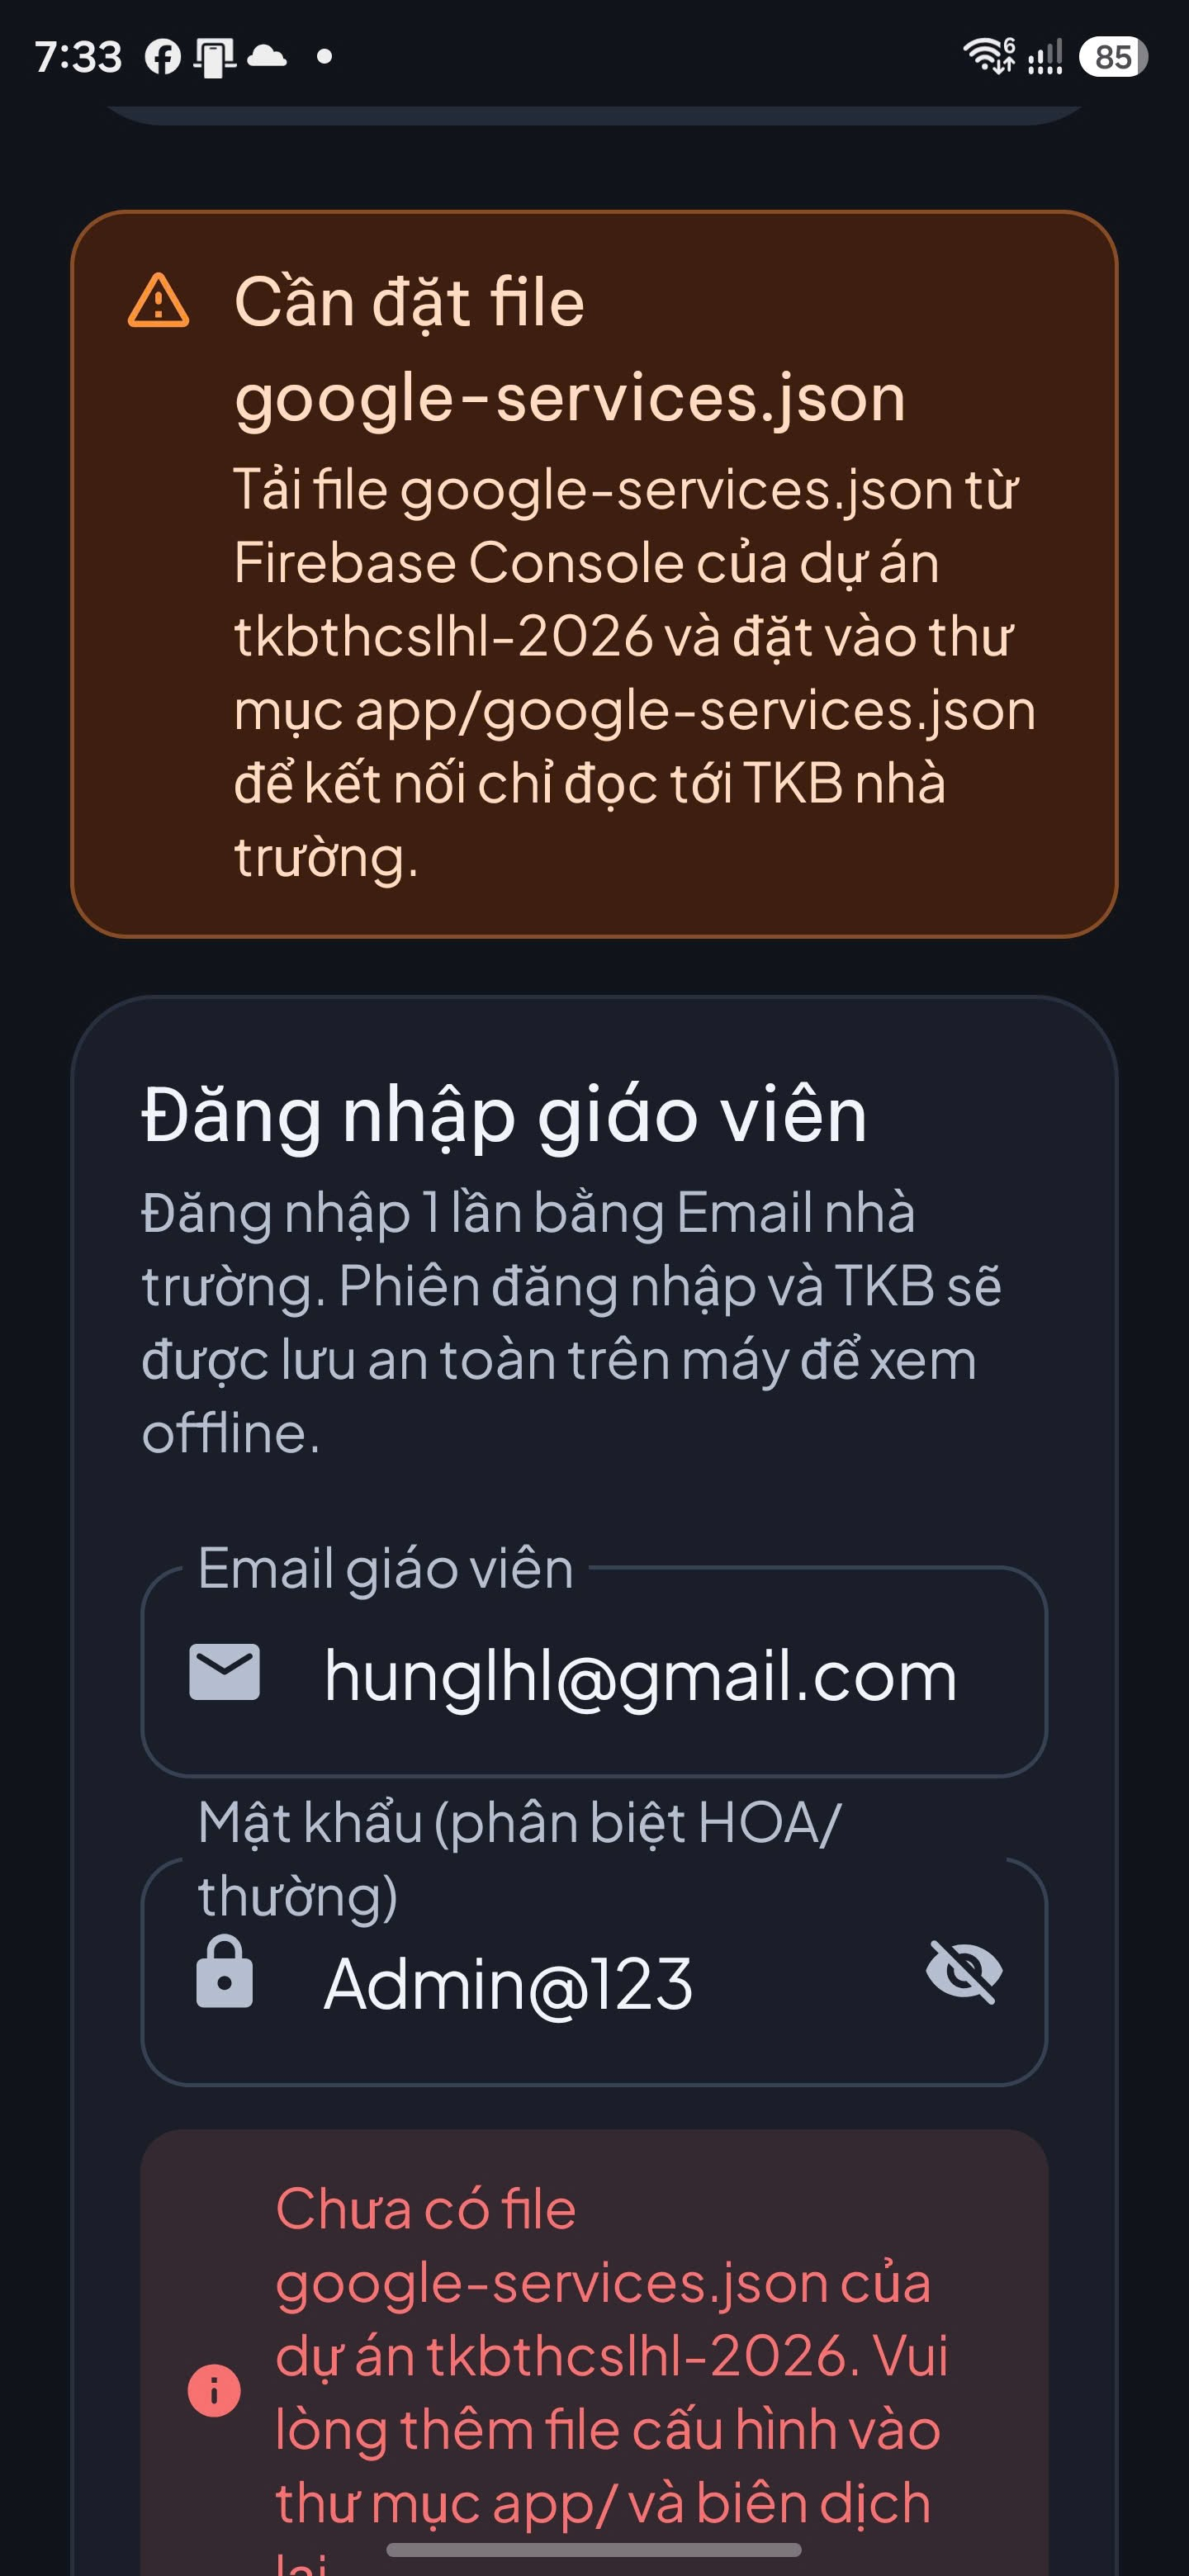 7:33
6
85
Cần đặt file
google-services.json
Tải file google-services.json từ
Firebase Console của dự án
tkbthcslhl-2026 và đặt vào thư
mục app/google-services.json
để kết nối chỉ đọc tới TKB nhà
trường.
Đăng nhập giáo viên
Đăng nhập 1 lần bằng Email nhà
trường. Phiên đăng nhập và TKB sẽ
được lưu an toàn trên máy để xem
offline.
Email giáo viên
hunglhl@gmail.com
Mật khẩu (phân biệt HOA/
thường)
Admin@123
Chưa có file
google-services.json của
dự án tkbthcslhl-2026. Vui
lòng thêm file cấu hình vào
thư mục app/ và biên dịch
lại.